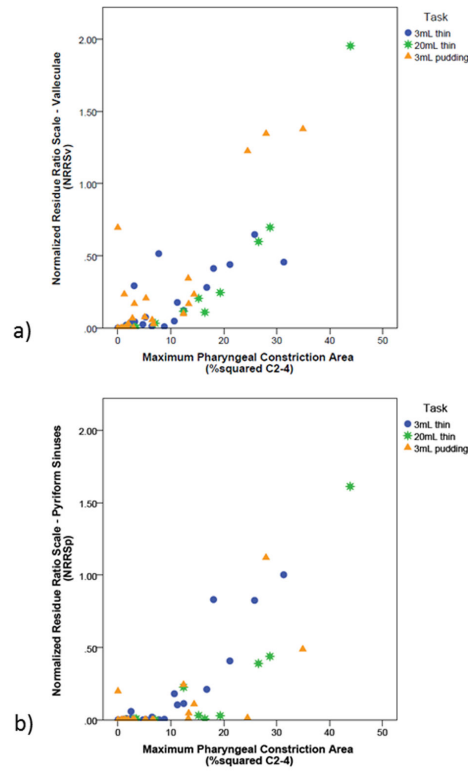 a)
Task
3mL thin
20mL thin
3mL pudding
Normalized Residue Ratio Scale - Valleculae
(NRRSv)
2.00
1.50
1.00
.50
.00
0 10 20 30 40 50
Maximum Pharyngeal Constriction Area
(%squared C2-4)
b)
Task
3mL thin
20mL thin
3mL pudding
Normalized Residue Ratio Scale - Pyriform Sinuses
(NRRSp)
2.00
1.50
1.00
.50
.00
0 10 20 30 40 50
Maximum Pharyngeal Constriction Area
(%squared C2-4)